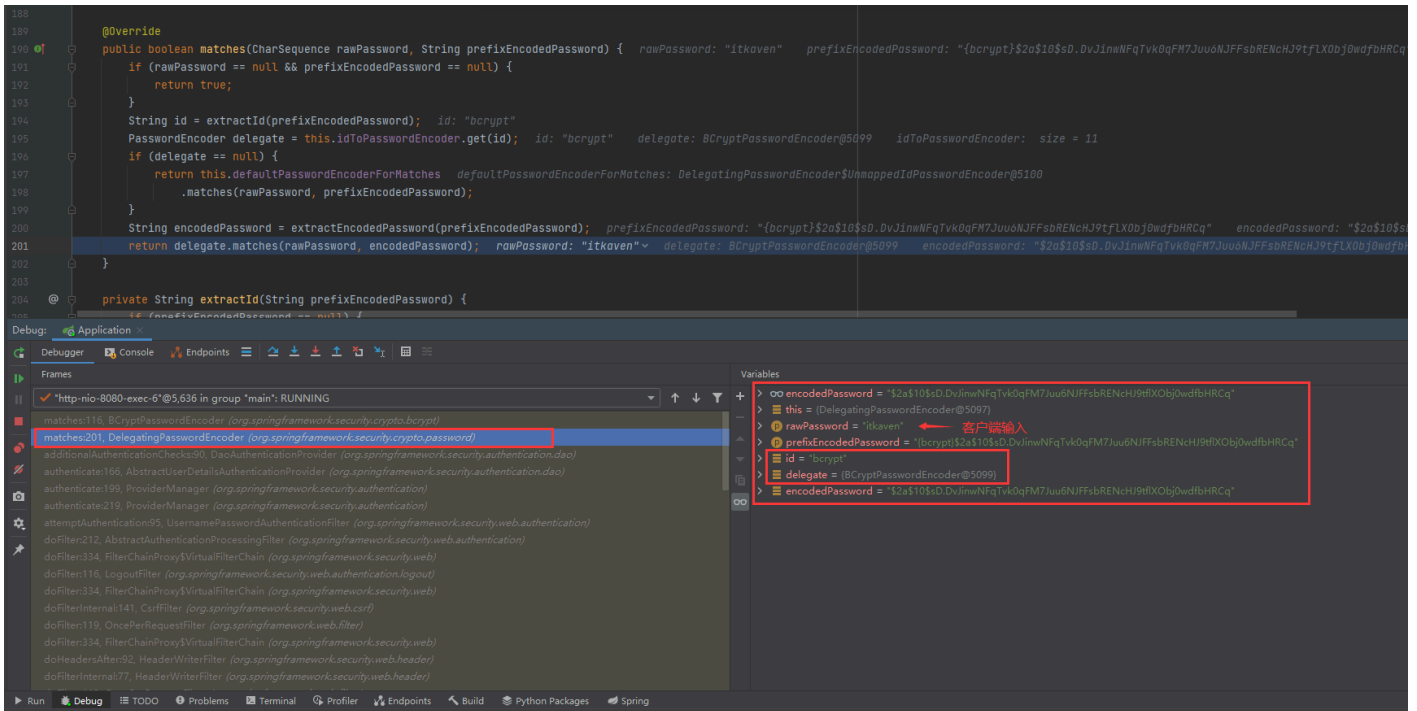 188
189 @Override
190 public boolean matches(CharSequence rawPassword, String prefixEncodedPassword) { rawPassword: "itkaven" prefixEncodedPassword: "{bcrypt}$2a$10$sD.DvJinwNFqTvk0qFM7Juu6NJFFsbRENcHJ9tflXObj0wdfbHRCq"
191 if (rawPassword == null && prefixEncodedPassword == null) {
192 return true;
193 }
194 String id = extractId(prefixEncodedPassword); id: "bcrypt"
195 PasswordEncoder delegate = this.idToPasswordEncoder.get(id); id: "bcrypt" delegate: BCryptPasswordEncoder@5099 idToPasswordEncoder: size = 11
196 if (delegate == null) {
197 return this.defaultPasswordEncoderForMatches defaultPasswordEncoderForMatches: DelegatingPasswordEncoder$UnmappedIdPasswordEncoder@5100
198 .matches(rawPassword, prefixEncodedPassword);
199 }
200 String encodedPassword = extractEncodedPassword(prefixEncodedPassword); prefixEncodedPassword: "{bcrypt}$2a$10$sD.DvJinwNFqTvk0qFM7Juu6NJFFsbRENcHJ9tflXObj0wdfbHRCq" encodedPassword: "$2a$10$sD
201 return delegate.matches(rawPassword, encodedPassword); rawPassword: "itkaven" delegate: BCryptPasswordEncoder@5099 encodedPassword: "$2a$10$sD.DvJinwNFqTvk0qFM7Juu6NJFFsbRENcHJ9tflXObj0wdfbH
202 }
203
204 @ private String extractId(String prefixEncodedPassword) {
205 if (prefixEncodedPassword == null) {
Debug: Application
Debugger Console Endpoints
Frames
"http-nio-8080-exec-6"@5,636 in group "main": RUNNING
matches:116, BCryptPasswordEncoder (org.springframework.security.crypto.bcrypt)
matches:201, DelegatingPasswordEncoder (org.springframework.security.crypto.password)
additionalAuthenticationChecks:90, DaoAuthenticationProvider (org.springframework.security.authentication.dao)
authenticate:166, AbstractUserDetailsAuthenticationProvider (org.springframework.security.authentication.dao)
authenticate:199, ProviderManager (org.springframework.security.authentication)
authenticate:219, ProviderManager (org.springframework.security.authentication)
attemptAuthentication:95, UsernamePasswordAuthenticationFilter (org.springframework.security.web.authentication)
doFilter:212, AbstractAuthenticationProcessingFilter (org.springframework.security.web.authentication)
doFilter:334, FilterChainProxy$VirtualFilterChain (org.springframework.security.web)
doFilter:116, LogoutFilter (org.springframework.security.web.authentication.logout)
doFilter:334, FilterChainProxy$VirtualFilterChain (org.springframework.security.web)
doFilterInternal:141, CsrfFilter (org.springframework.security.web.csrf)
doFilter:119, OncePerRequestFilter (org.springframework.web.filter)
doFilter:334, FilterChainProxy$VirtualFilterChain (org.springframework.security.web)
doHeadersAfter:92, HeaderWriterFilter (org.springframework.security.web.header)
doFilterInternal:77, HeaderWriterFilter (org.springframework.security.web.header)
Variables
encodedPassword = "$2a$10$sD.DvJinwNFqTvk0qFM7Juu6NJFFsbRENcHJ9tflXObj0wdfbHRCq"
this = {DelegatingPasswordEncoder@5097}
rawPassword = "itkaven" 客户端输入
prefixEncodedPassword = "{bcrypt}$2a$10$sD.DvJinwNFqTvk0qFM7Juu6NJFFsbRENcHJ9tflXObj0wdfbHRCq"
id = "bcrypt"
delegate = {BCryptPasswordEncoder@5099}
encodedPassword = "$2a$10$sD.DvJinwNFqTvk0qFM7Juu6NJFFsbRENcHJ9tflXObj0wdfbHRCq"
Run Debug TODO Problems Terminal Profiler Endpoints Build Python Packages Spring